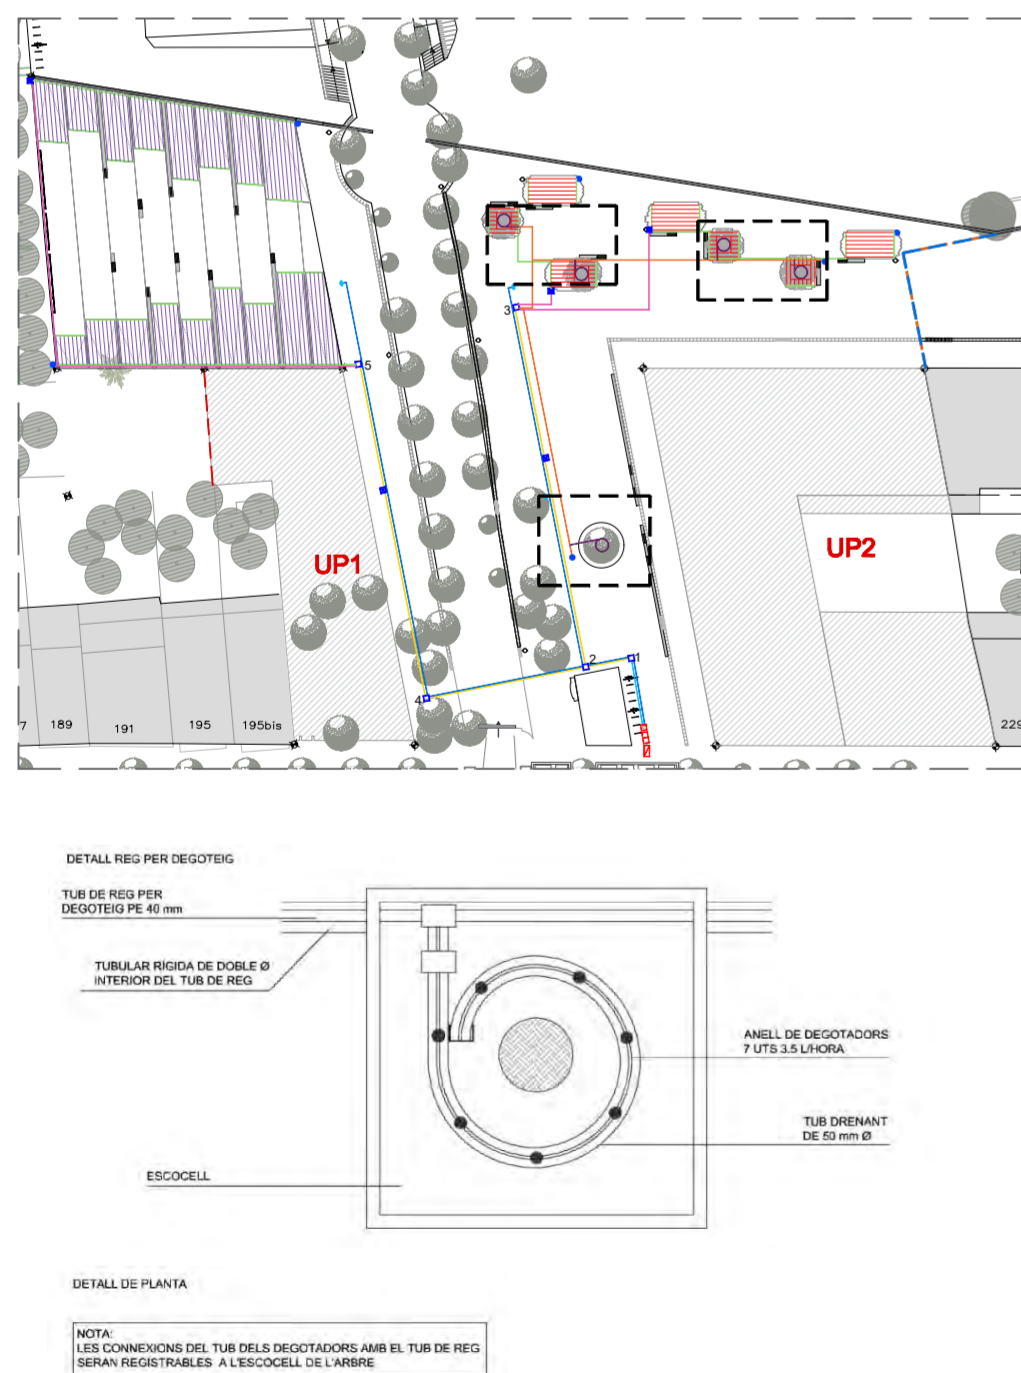 3
5
UP1
UP2
2
1
4
7
189
191
195
195bis
229
DETALL REG PER DEGOTEIG
TUB DE REG PER
DEGOTEIG PE 40 mm
TUBULAR RÍGIDA DE DOBLE Ø
INTERIOR DEL TUB DE REG
ANELL DE DEGOTADORS
7 UTS 3.5 L/HORA
TUB DRENANT
DE 50 mm Ø
ESCOCELL
DETALL DE PLANTA
NOTA:
LES CONNEXIONS DEL TUB DELS DEGOTADORS AMB EL TUB DE REG
SERAN REGISTRABLES A L'ESCOCELL DE L'ARBRE